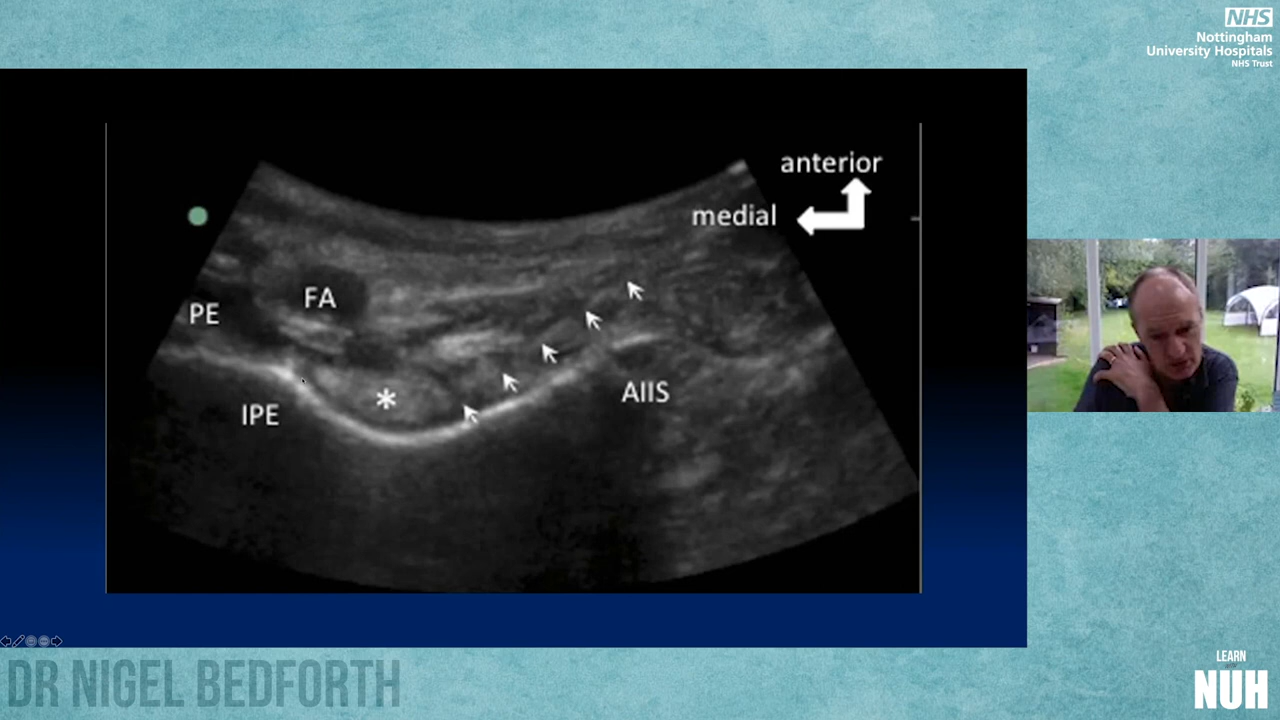 NHS
Nottingham
University Hospitals
NHS Trust
anterior
medial
FA
PE
*
IPE
AIIS
DR NIGEL BEDFORTH
LEARN
NUH